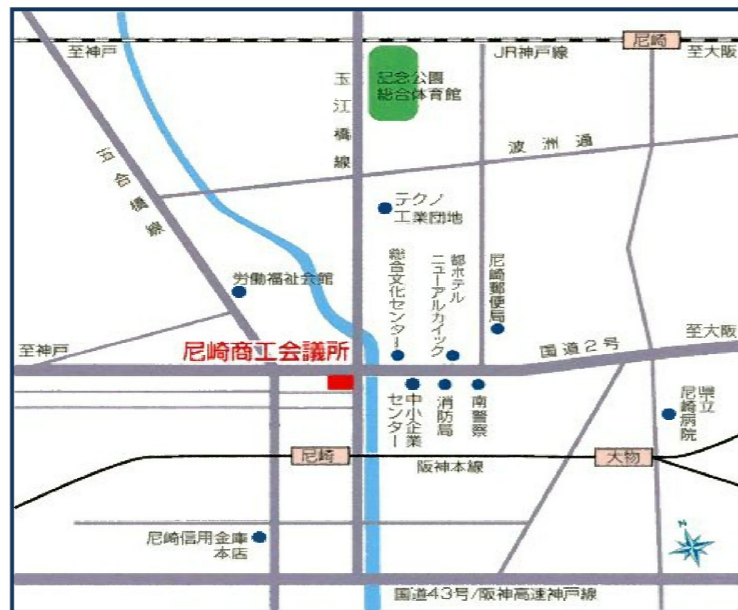 尼崎
至神戸
JR神戸線
至大阪
記念公園
総合体育館
玉江橋線
波洲通
五合橋線
テクノ
工業団地
労働福祉会館
総合文化センター
都ホテル
ニューアルカイック
尼崎郵便局
至神戸
尼崎商工会議所
国道2号
至大阪
中小企業
センター
消防局
南警察
県立
尼崎病院
尼崎
阪神本線
大物
尼崎信用金庫
本店
N
国道43号/阪神高速神戸線